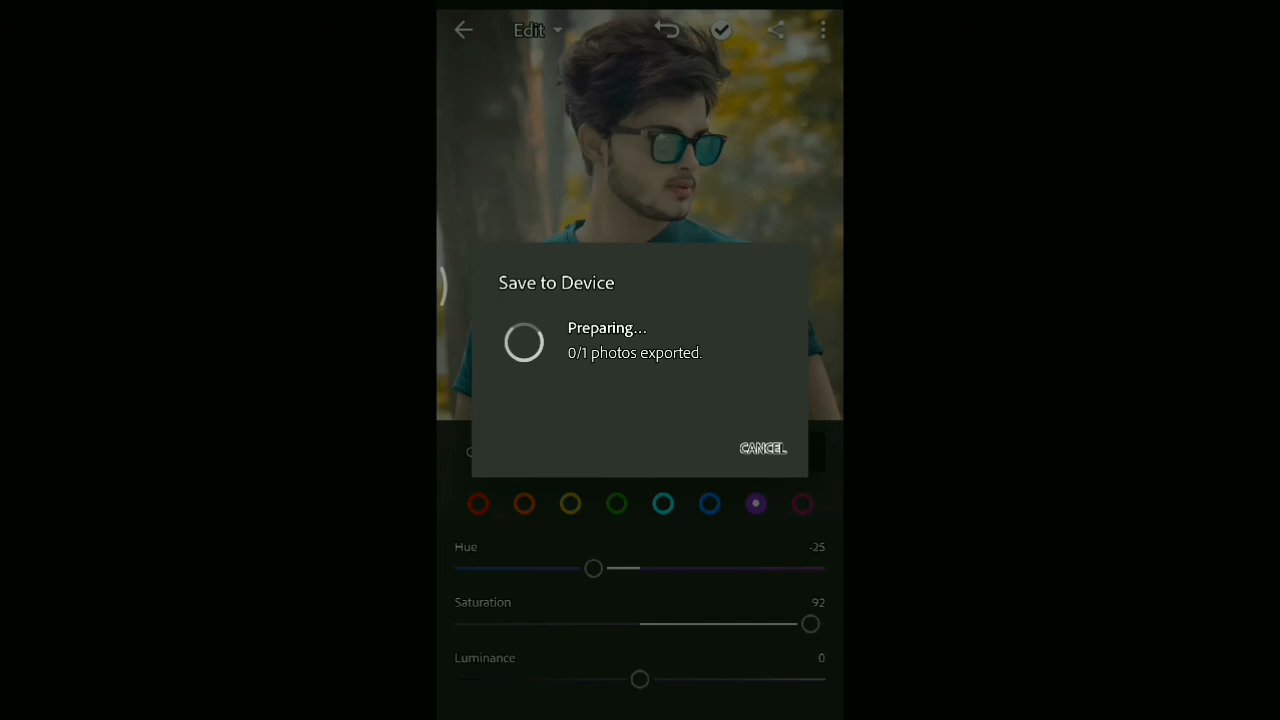 Edit
Save to Device
Preparing...
0/1 photos exported.
CANCEL
Hue -25
Saturation 92
Luminance 0